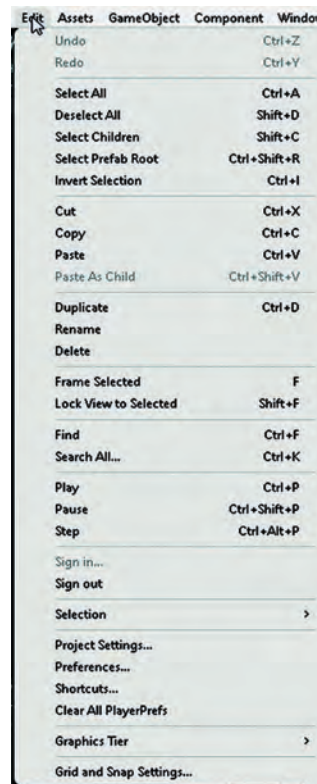 Edit Assets GameObject Component Window
Undo Ctrl+Z
Redo Ctrl+Y
Select All Ctrl+A
Deselect All Shift+D
Select Children Shift+C
Select Prefab Root Ctrl+Shift+R
Invert Selection Ctrl+I
Cut Ctrl+X
Copy Ctrl+C
Paste Ctrl+V
Paste As Child Ctrl+Shift+V
Duplicate Ctrl+D
Rename
Delete
Frame Selected F
Lock View to Selected Shift+F
Find Ctrl+F
Search All... Ctrl+K
Play Ctrl+P
Pause Ctrl+Shift+P
Step Ctrl+Alt+P
Sign in...
Sign out
Selection >
Project Settings...
Preferences...
Shortcuts...
Clear All PlayerPrefs
Graphics Tier >
Grid and Snap Settings...